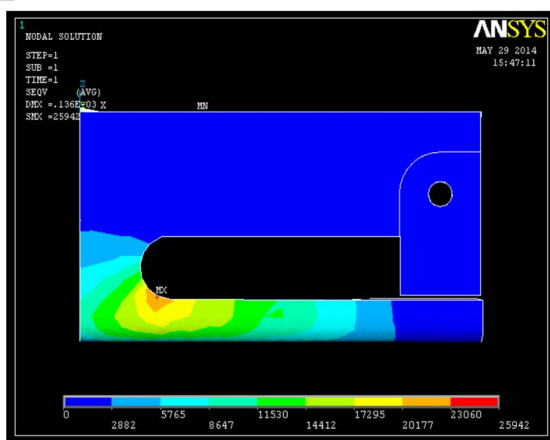 1
NODAL SOLUTION
ANSYS
MAY 29 2014
15:47:11
STEP=1
SUB =1
TIME=1
SEQV (AVG)
DMX =.136E+03
SMX =25942
Z
X
MN
MX
0 5765 11530 17295 23060
2882 8647 14412 20177 25942